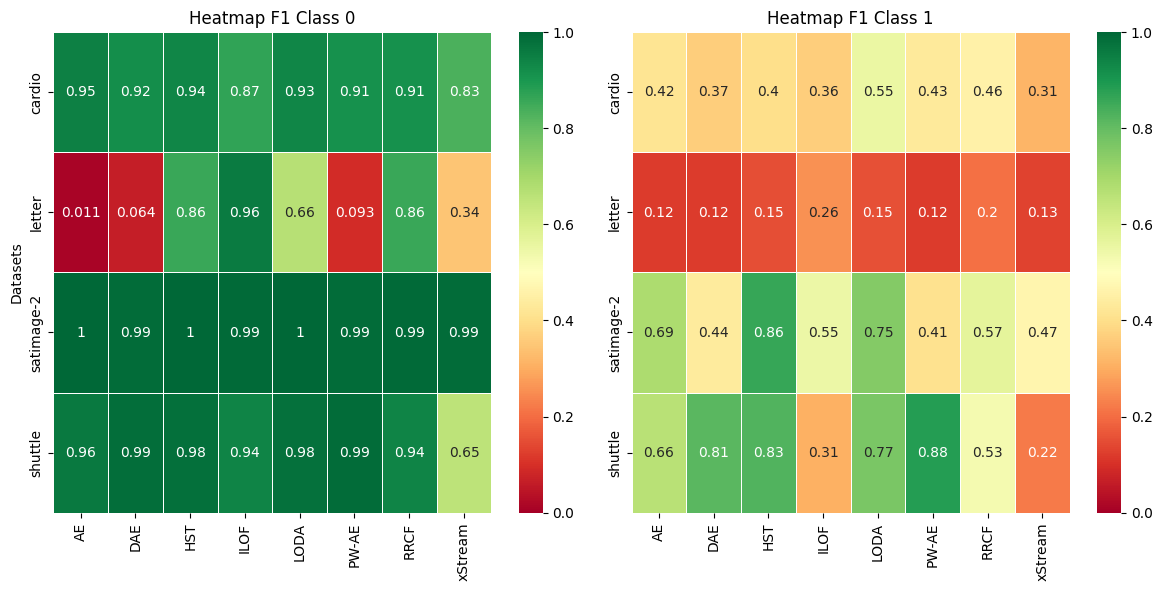 Heatmap F1 Class 0
Datasets
cardio
0.95 0.92 0.94 0.87 0.93 0.91 0.91 0.83
letter
0.011 0.064 0.86 0.96 0.66 0.093 0.86 0.34
satimage-2
1 0.99 1 0.99 1 0.99 0.99 0.99
shuttle
0.96 0.99 0.98 0.94 0.98 0.99 0.94 0.65
AE DAE HST ILOF LODA PW-AE RRCF xStream
1.0
0.8
0.6
0.4
0.2
0.0
Heatmap F1 Class 1
cardio
0.42 0.37 0.4 0.36 0.55 0.43 0.46 0.31
letter
0.12 0.12 0.15 0.26 0.15 0.12 0.2 0.13
satimage-2
0.69 0.44 0.86 0.55 0.75 0.41 0.57 0.47
shuttle
0.66 0.81 0.83 0.31 0.77 0.88 0.53 0.22
AE DAE HST ILOF LODA PW-AE RRCF xStream
1.0
0.8
0.6
0.4
0.2
0.0